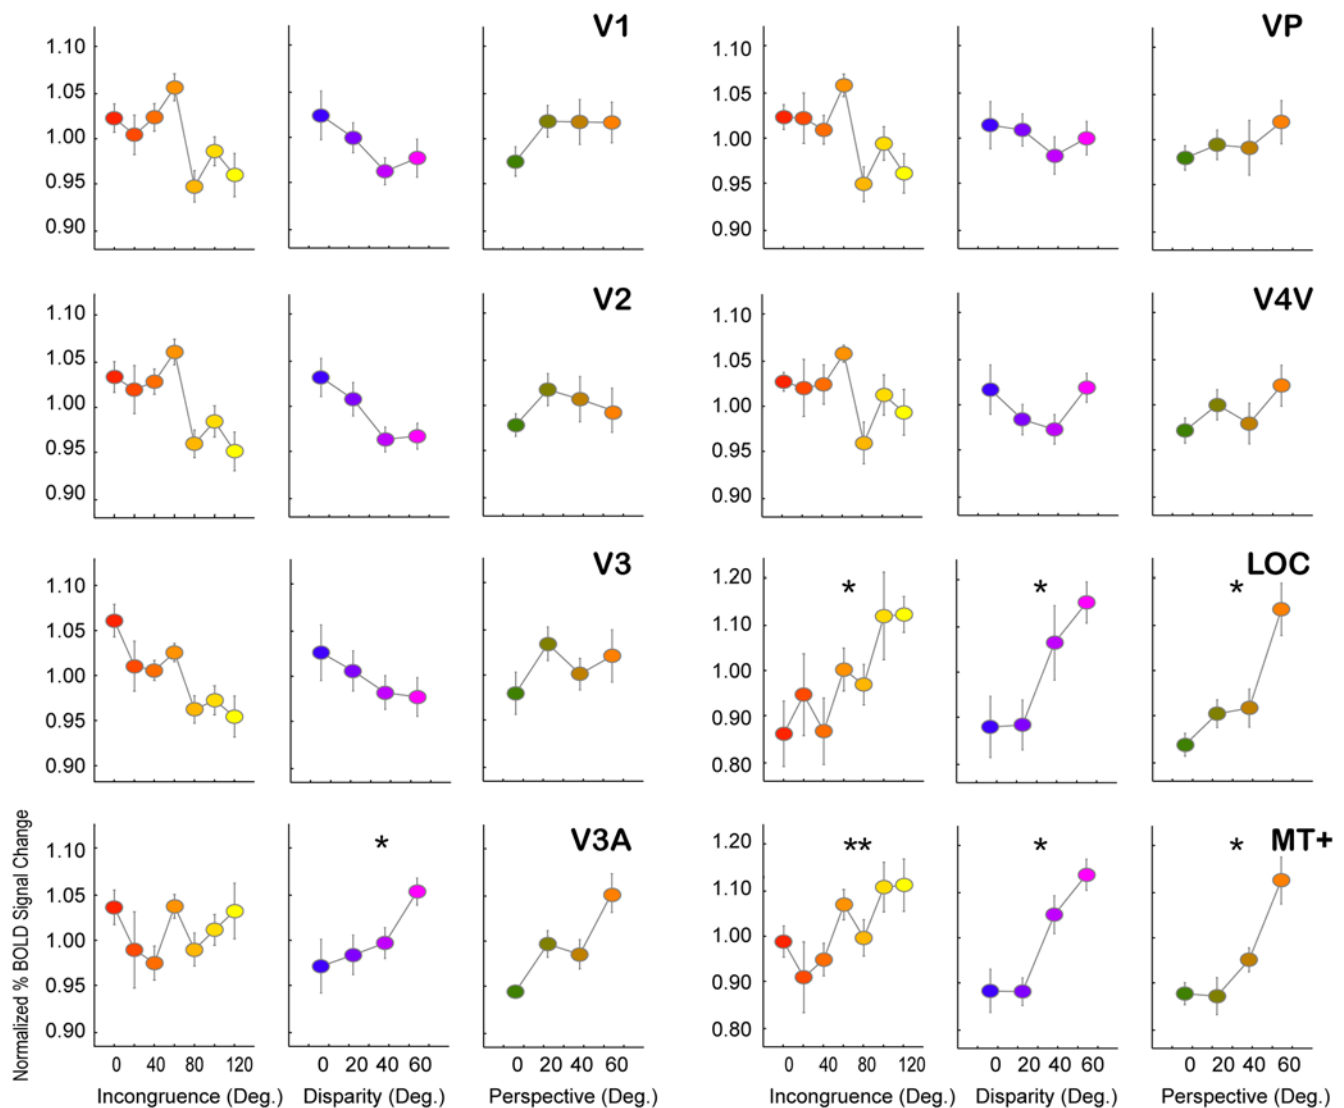 V1
VP
1.10
1.05
1.00
0.95
0.90
1.10
1.05
1.00
0.95
0.90
V2
V4V
1.10
1.05
1.00
0.95
0.90
1.10
1.05
1.00
0.95
0.90
V3
LOC
1.10
1.05
1.00
0.95
0.90
1.20
1.10
1.00
0.90
0.80
* * *
V3A
MT+
Normalized % BOLD Signal Change
1.10
1.05
1.00
0.95
0.90
*
1.20
1.10
1.00
0.90
0.80
** * *
0 40 80 120
0 20 40 60
0 20 40 60
0 40 80 120
0 20 40 60
0 20 40 60
Incongruence (Deg.)
Disparity (Deg.)
Perspective (Deg.)
Incongruence (Deg.)
Disparity (Deg.)
Perspective (Deg.)